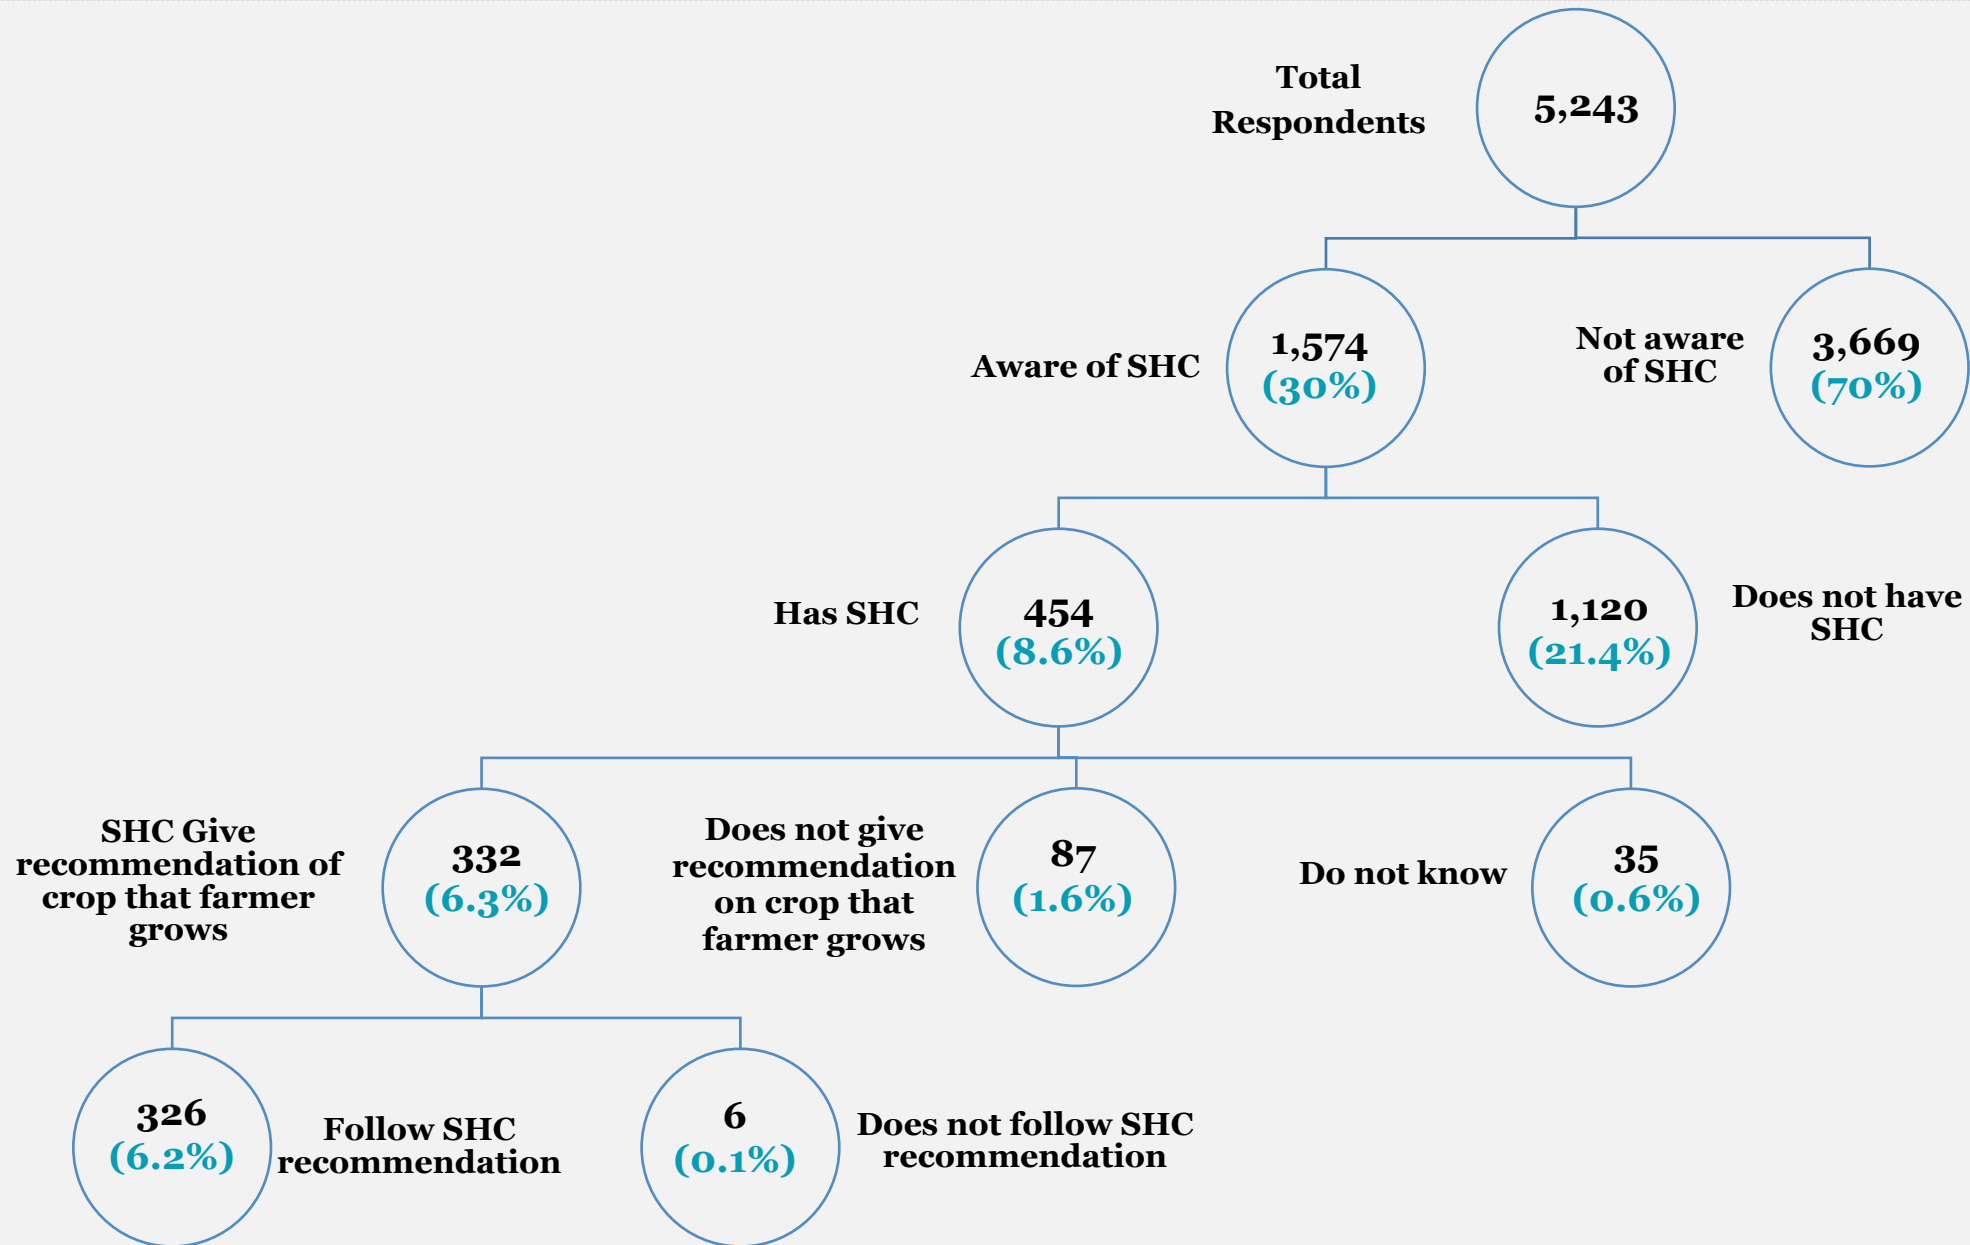 Total
Respondents
5,243
Aware of SHC
1,574
(30%)
Not aware
of SHC
3,669
(70%)
Has SHC
454
(8.6%)
1,120
(21.4%)
Does not have
SHC
SHC Give
recommendation of
crop that farmer
grows
332
(6.3%)
Does not give
recommendation
on crop that
farmer grows
87
(1.6%)
Do not know
35
(0.6%)
326
(6.2%)
Follow SHC
recommendation
6
(0.1%)
Does not follow SHC
recommendation